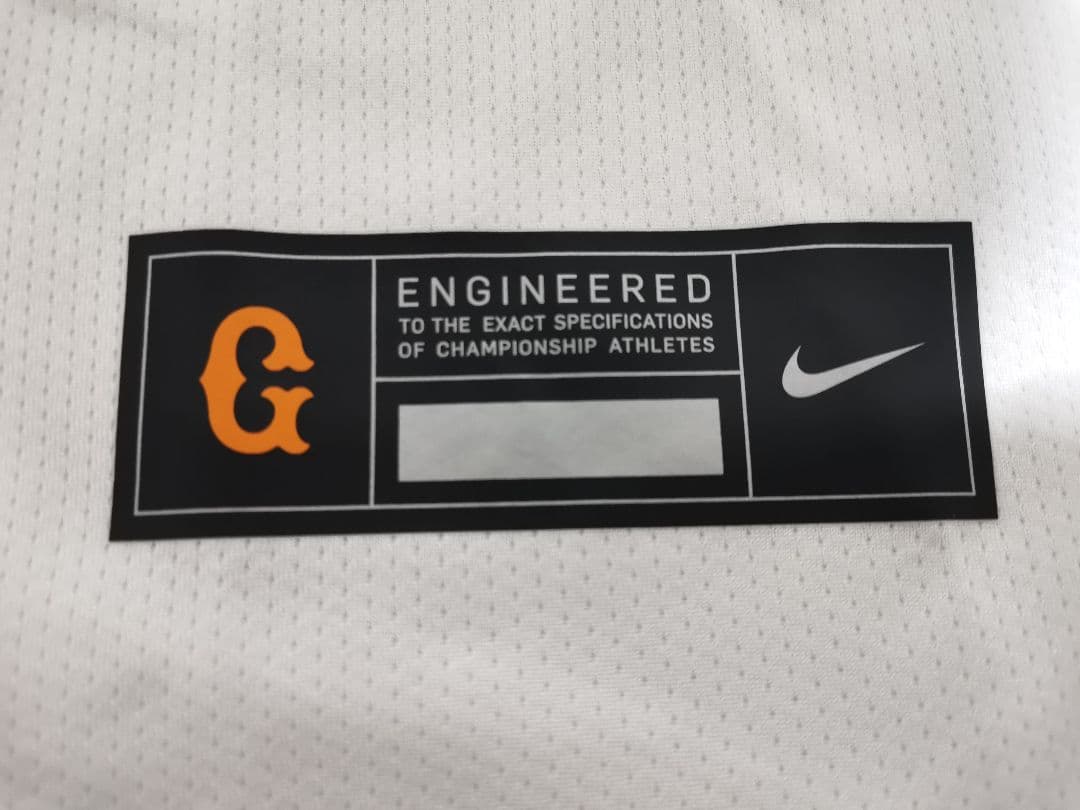 G
ENGINEERED
TO THE EXACT SPECIFICATIONS
OF CHAMPIONSHIP ATHLETES